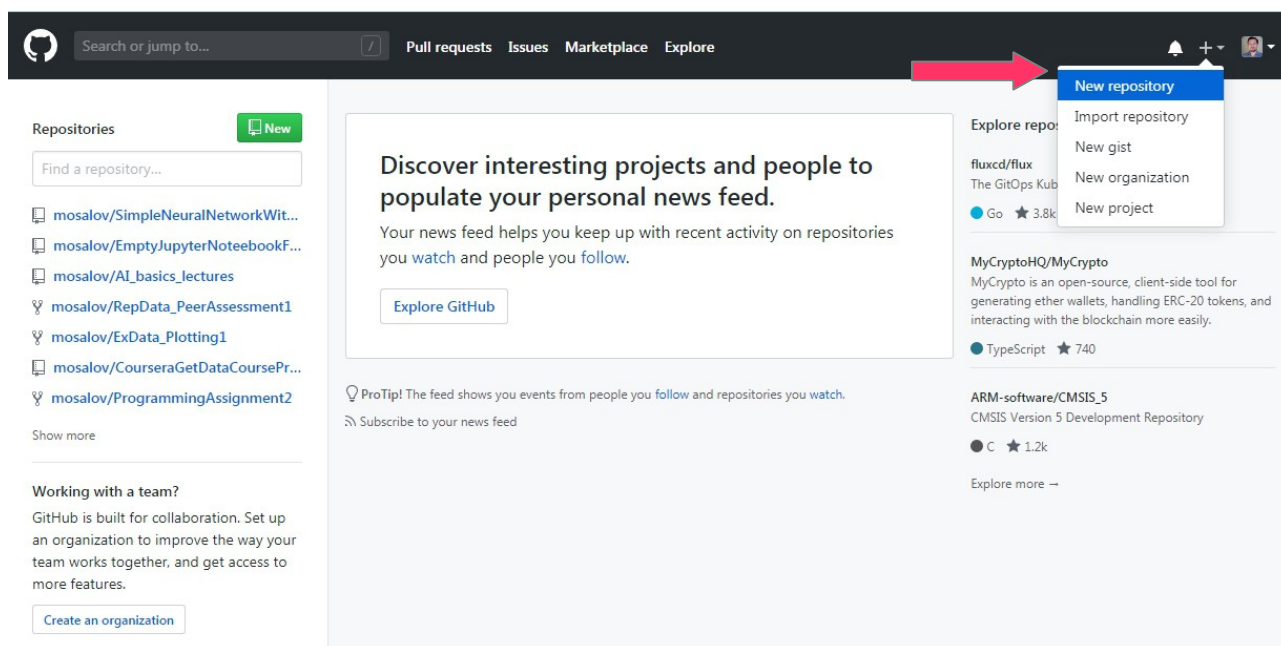 Search or jump to...
/
Pull requests Issues Marketplace Explore
New repository
Import repository
New gist
New organization
New project
Repositories
New
Find a repository...
mosalov/SimpleNeuralNetworkWit...
mosalov/EmptyJupyterNoteebookF...
mosalov/AI_basics_lectures
mosalov/RepData_PeerAssessment1
mosalov/ExData_Plotting1
mosalov/CourseraGetDataCoursePr...
mosalov/ProgrammingAssignment2
Show more
Working with a team?
GitHub is built for collaboration. Set up
an organization to improve the way your
team works together, and get access to
more features.
Create an organization
Discover interesting projects and people to
populate your personal news feed.
Your news feed helps you keep up with recent activity on repositories
you watch and people you follow.
Explore GitHub
ProTip! The feed shows you events from people you follow and repositories you watch.
Subscribe to your news feed
Explore repo
fluxcd/flux
The GitOps Kub
Go 3.8k
MyCryptoHQ/MyCrypto
MyCrypto is an open-source, client-side tool for
generating ether wallets, handling ERC-20 tokens, and
interacting with the blockchain more easily.
TypeScript 740
ARM-software/CMSIS_5
CMSIS Version 5 Development Repository
C 1.2k
Explore more →